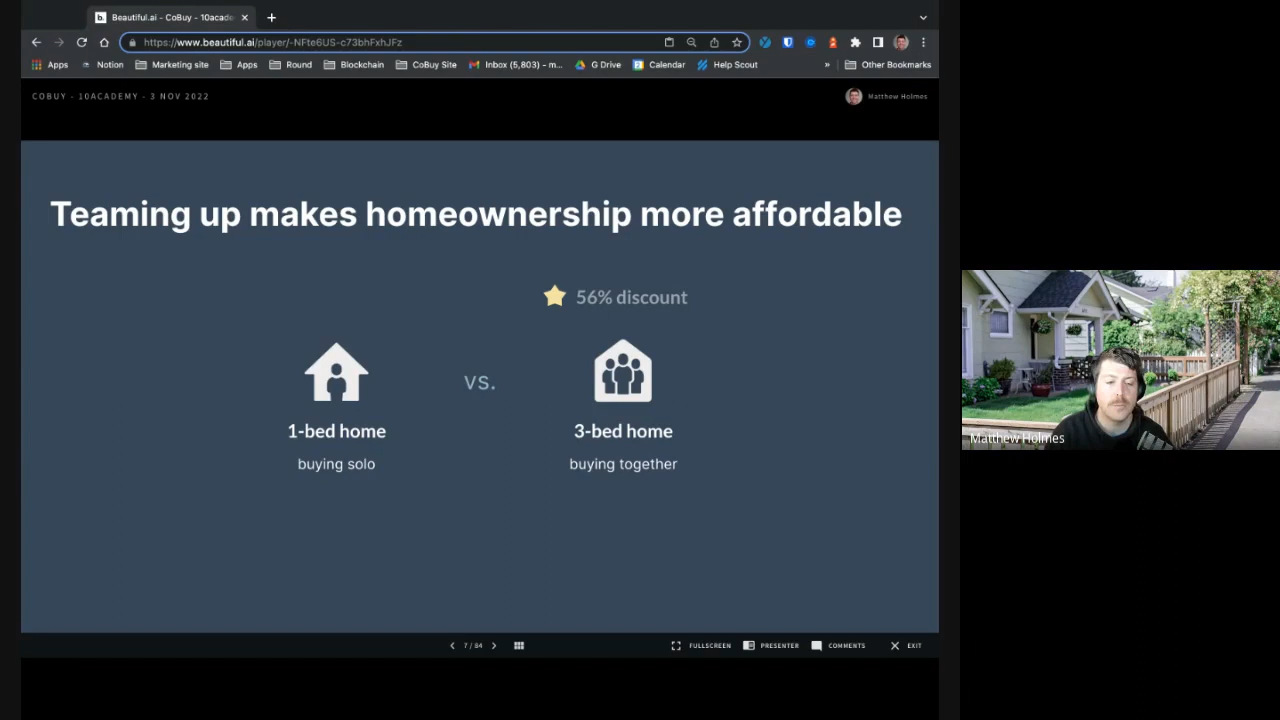 Beautiful.ai - CoBuy - 10acade
https://www.beautiful.ai/player/-NFte6US-c73bhFxhJFz
Apps Notion Marketing site Apps Round Blockchain CoBuy Site Inbox (5,803) – m... G Drive Calendar Help Scout » Other Bookmarks
COBUY - 10ACADEMY - 3 NOV 2022
Matthew Holmes
Teaming up makes homeownership more affordable
56% discount
vs.
1-bed home
3-bed home
buying solo
buying together
Matthew Holmes
7 / 84
FULLSCREEN PRESENTER COMMENTS EXIT